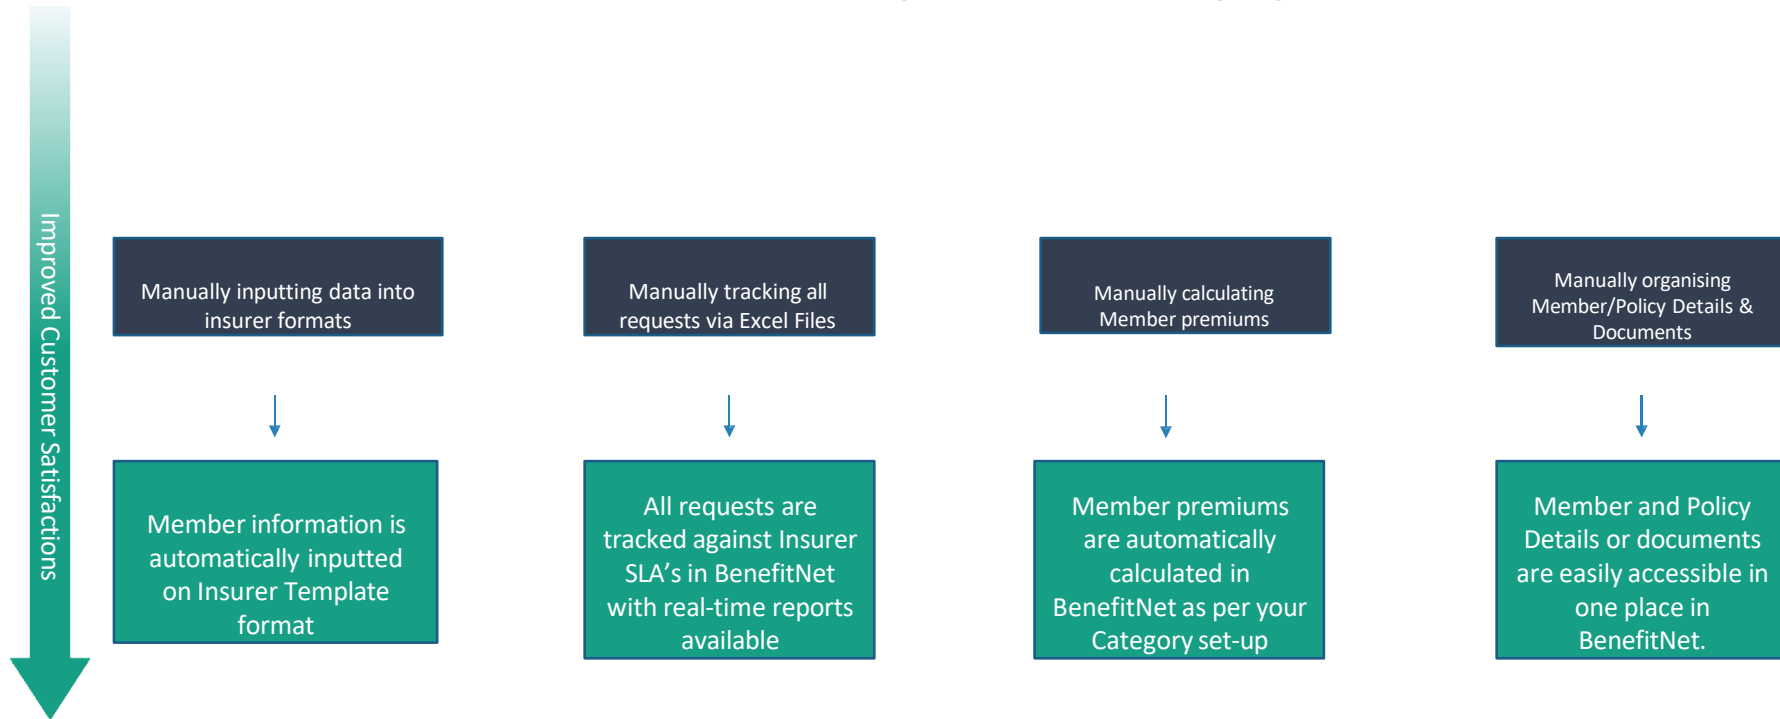 Improved Customer Satisfactions
Manually inputting data into
insurer formats
Manually tracking all
requests via Excel Files
Manually calculating
Member premiums
Manually organising
Member/Policy Details &
Documents
Member information is
automatically inputted
on Insurer Template
format
All requests are
tracked against Insurer
SLA’s in BenefitNet
with real-time reports
available
Member premiums
are automatically
calculated in
BenefitNet as per your
Category set-up
Member and Policy
Details or documents
are easily accessible in
one place in
BenefitNet.